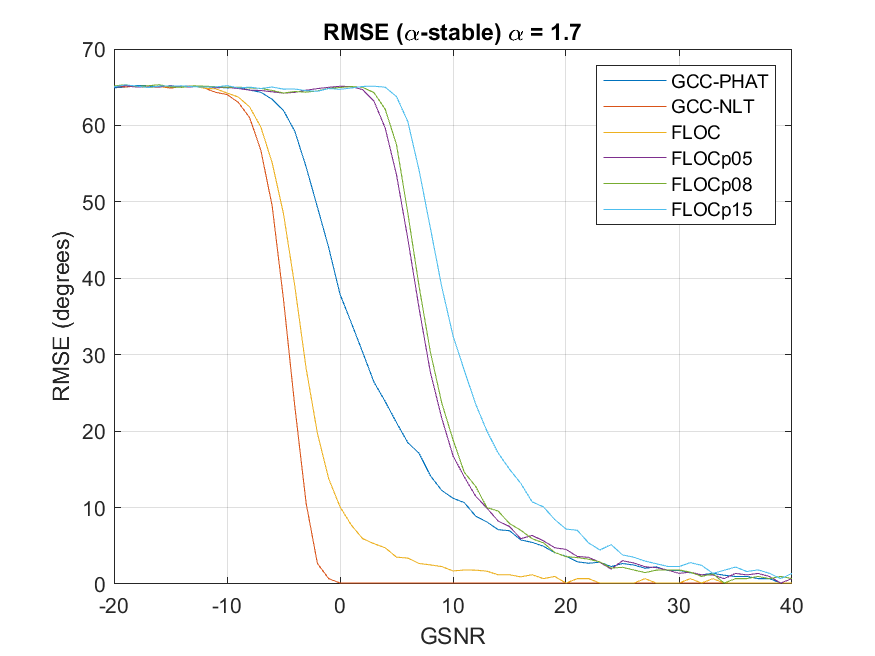 RMSE (α-stable) α = 1.7
70
60
50
40
30
20
10
0
RMSE (degrees)
-20
-10
0
10
20
30
40
GSNR
GCC-PHAT
GCC-NLT
FLOC
FLOCp05
FLOCp08
FLOCp15